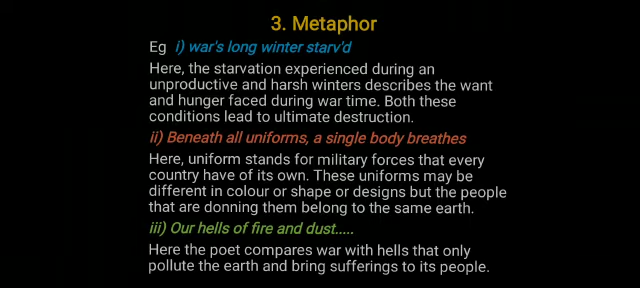 3. Metaphor
Eg i) war's long winter starv'd
Here, the starvation experienced during an
unproductive and harsh winters describes the want
and hunger faced during war time. Both these
conditions lead to ultimate destruction.
ii) Beneath all uniforms, a single body breathes
Here, uniform stands for military forces that every
country have of its own. These uniforms may be
different in colour or shape or designs but the people
that are donning them belong to the same earth.
iii) Our hells of fire and dust.....
Here the poet compares war with hells that only
pollute the earth and bring sufferings to its people.